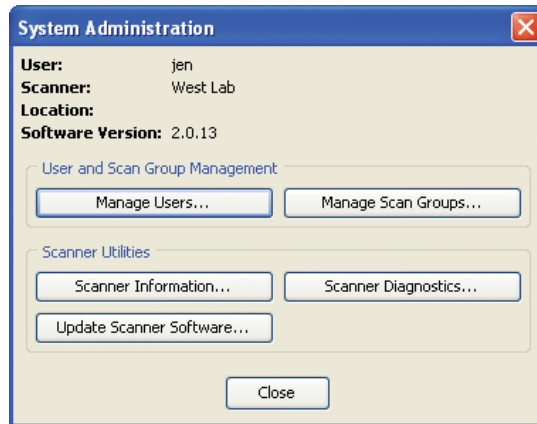 System Administration
User: jen
Scanner: West Lab
Location:
Software Version: 2.0.13
User and Scan Group Management
Manage Users... Manage Scan Groups...
Scanner Utilities
Scanner Information... Scanner Diagnostics...
Update Scanner Software...
Close